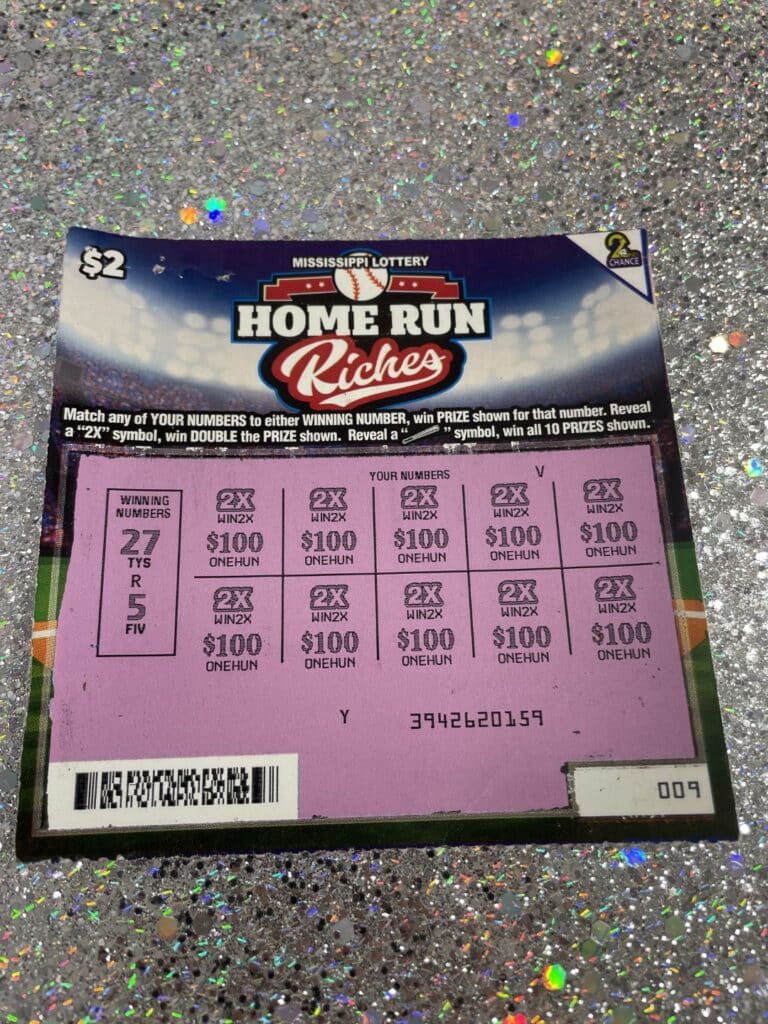 $2
MISSISSIPPI LOTTERY
2nd
CHANCE
HOME RUN
Riches
Match any of YOUR NUMBERS to either WINNING NUMBER, win PRIZE shown for that number. Reveal
a "2X" symbol, win DOUBLE the PRIZE shown. Reveal a " " symbol, win all 10 PRIZES shown.
YOUR NUMBERS V
WINNING
NUMBERS
27
TYS
R
5
FIV
2X 2X 2X 2X 2X
WIN2X WIN2X WIN2X WIN2X WIN2X
$100 $100 $100 $100 $100
ONEHUN ONEHUN ONEHUN ONEHUN ONEHUN
2X 2X 2X 2X 2X
WIN2X WIN2X WIN2X WIN2X WIN2X
$100 $100 $100 $100 $100
ONEHUN ONEHUN ONEHUN ONEHUN ONEHUN
Y 3942620159
009